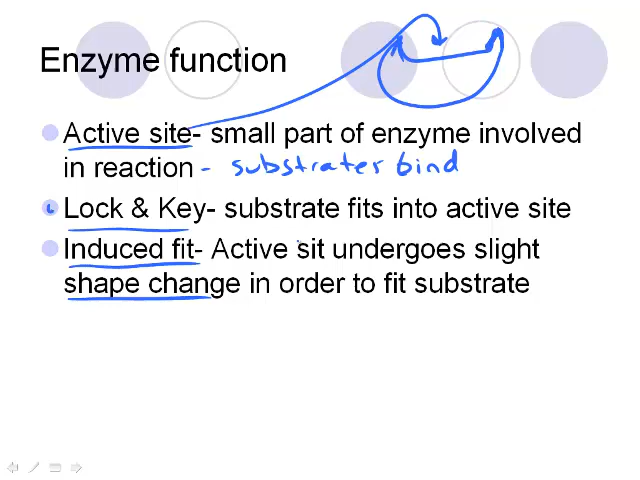 Enzyme function
Active site- small part of enzyme involved
in reaction - substrater bind
Lock & Key- substrate fits into active site
Induced fit- Active sit undergoes slight
shape change in order to fit substrate